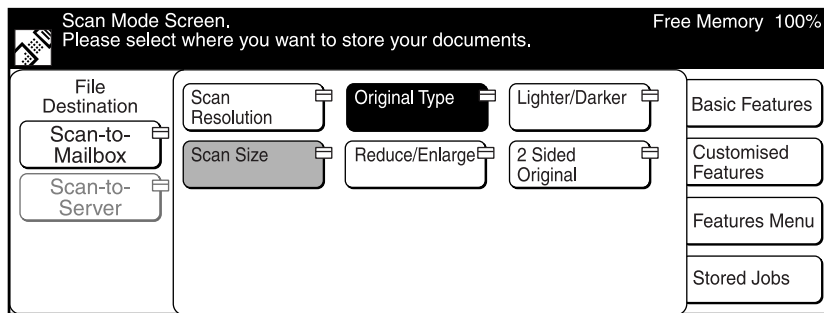 Scan Mode Screen.
Free Memory 100%
Please select where you want to store your documents.
File
Destination
Scan-to-
Mailbox
Scan-to-
Server
Scan
Resolution
Original Type
Lighter/Darker
Scan Size
Reduce/Enlarge
2 Sided
Original
Basic Features
Customised
Features
Features Menu
Stored Jobs